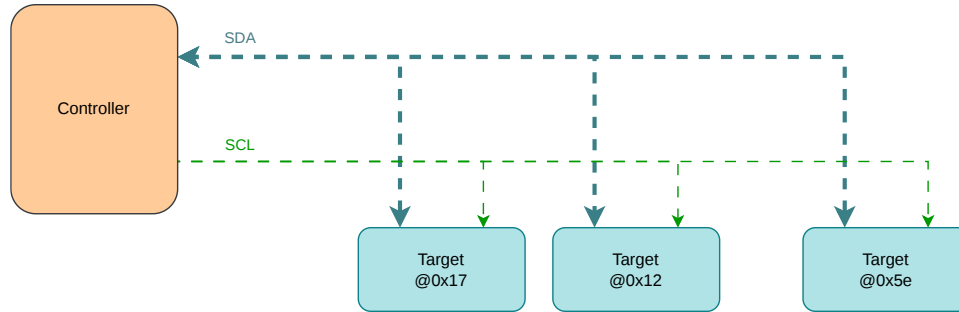 SDA
Controller
SCL
Target
@0x17
Target
@0x12
Target
@0x5e